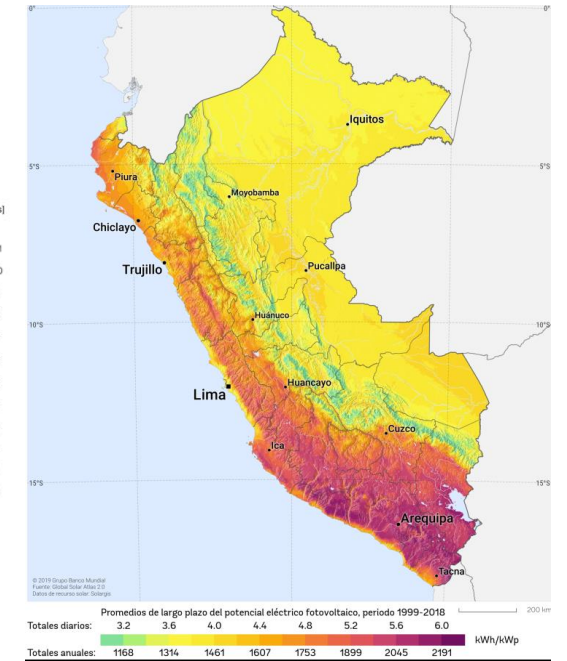 0°
0°
Iquitos
5°S
5°S
Piura
Moyobamba
Chiclayo
Trujillo
Pucallpa
Huánuco
10°S
10°S
Huancayo
Lima
Cuzco
Ica
15°S
15°S
Arequipa
Tacna
© 2019 Grupo Banco Mundial
Fuente: Global Solar Atlas 2.0
Datos de recurso solar: Solargis
200 km
Promedios de largo plazo del potencial eléctrico fotovoltaico, periodo 1999-2018
Totales diarios: 3.2 3.6 4.0 4.4 4.8 5.2 5.6 6.0
kWh/kWp
Totales anuales: 1168 1314 1461 1607 1753 1899 2045 2191